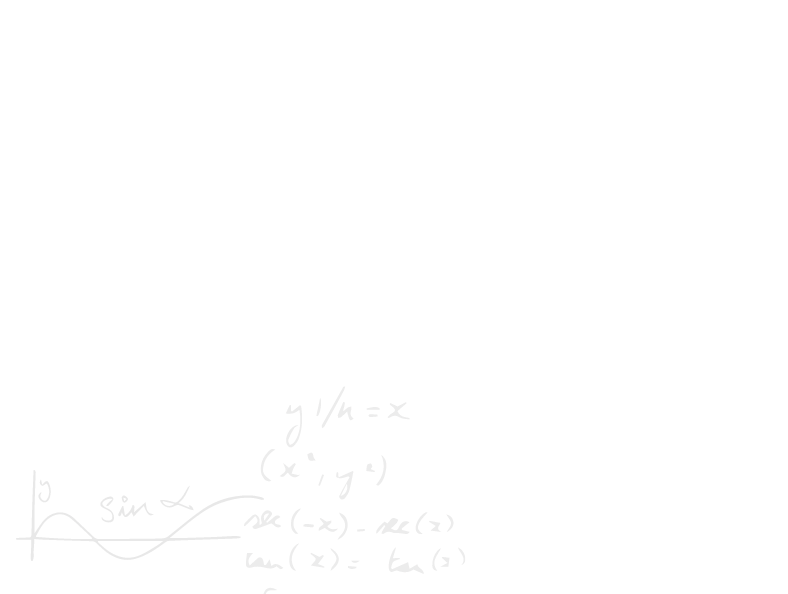 y 1/n = x
(x², y²)
y
sin α
sec(-x) - sec(x)
tan( x) = tan(x)